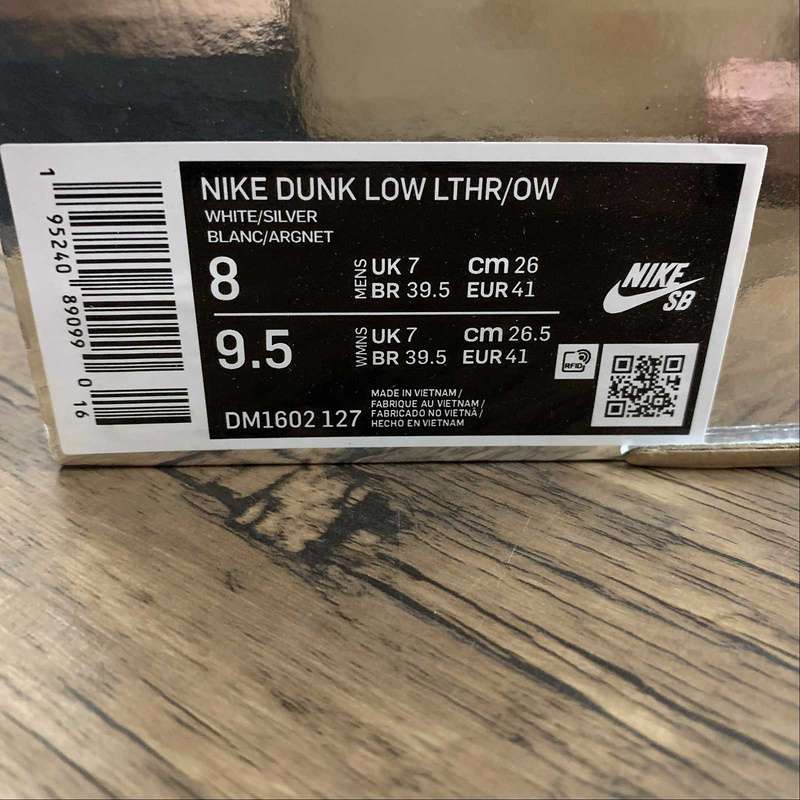 1 95240 89099 0 16
NIKE DUNK LOW LTHR/OW
WHITE/SILVER
BLANC/ARGNET
8
MENS
UK 7 cm 26
BR 39.5 EUR 41
9.5
WMNS
UK 7 cm 26.5
BR 39.5 EUR 41
DM1602 127
MADE IN VIETNAM /
FABRIQUE AU VIETNAM /
FABRICADO NO VIETNÃ /
HECHO EN VIETNAM
NIKE
SB
RFID